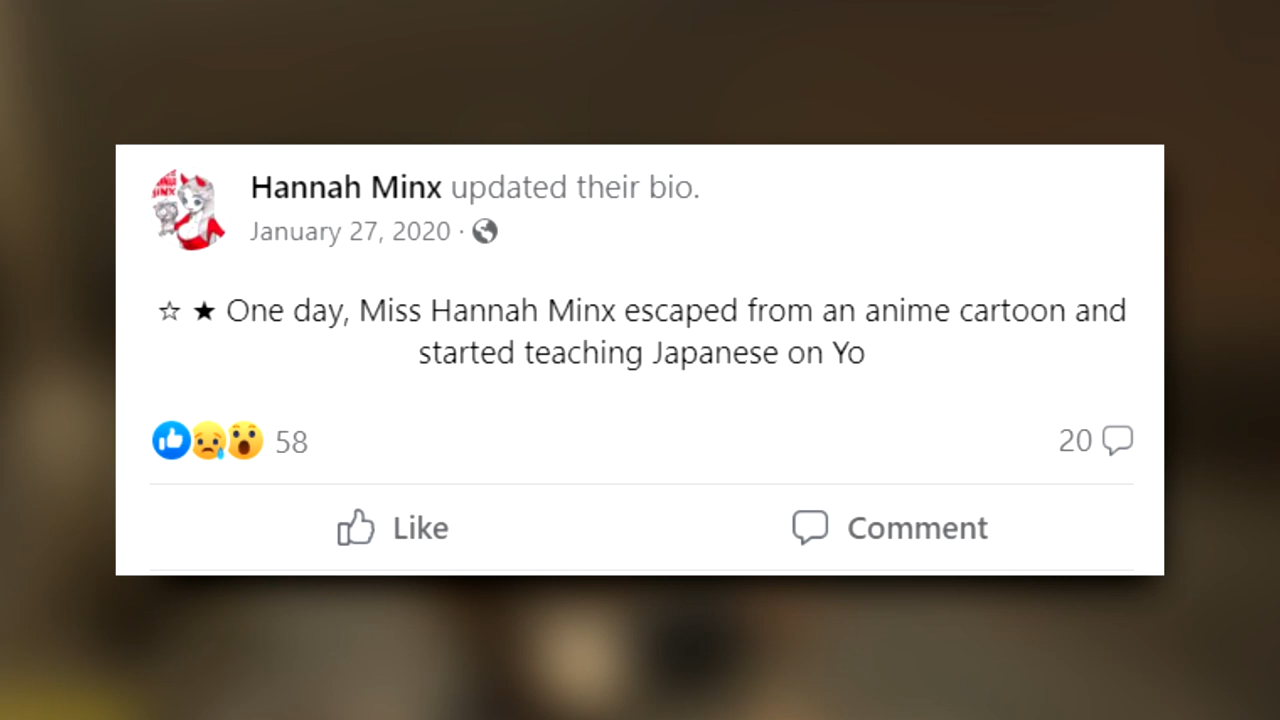 Hannah Minx updated their bio.
January 27, 2020 ·
☆ ★ One day, Miss Hannah Minx escaped from an anime cartoon and
started teaching Japanese on Yo
58
20
Like
Comment